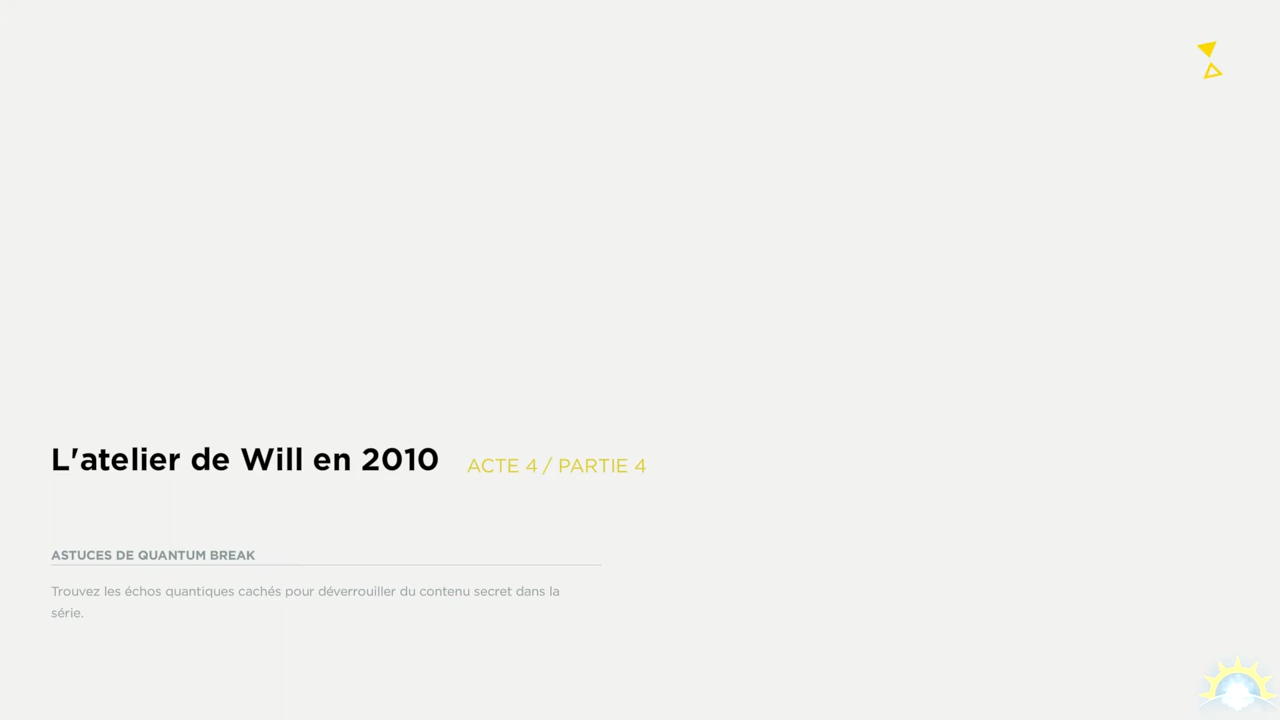 L'atelier de Will en 2010 ACTE 4 / PARTIE 4
ASTUCES DE QUANTUM BREAK
Trouvez les échos quantiques cachés pour déverrouiller du contenu secret dans la
série.